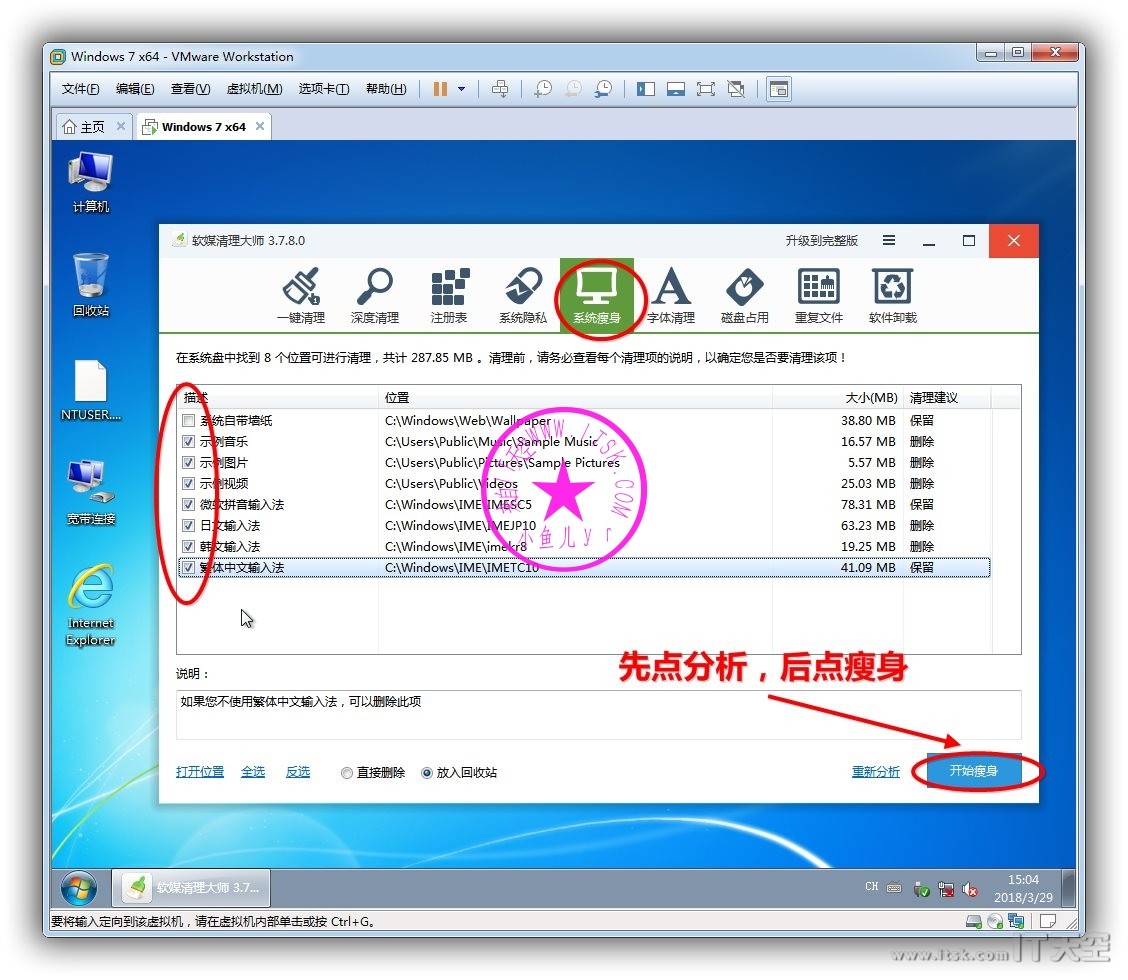 Windows 7 x64 - VMware Workstation
文件(F) 编辑(E) 查看(V) 虚拟机(M) 选项卡(T) 帮助(H)
主页 Windows 7 x64
计算机
回收站
NTUSER....
宽带连接
Internet
Explorer
软媒清理大师 3.7.8.0 升级到完整版
一键清理 深度清理 注册表 系统隐私 系统瘦身 字体清理 磁盘占用 重复文件 软件卸载
在系统盘中找到 8 个位置可进行清理，共计 287.85 MB 。清理前，请务必查看每个清理项的说明，以确定您是否要清理该项！
描述 位置 大小(MB) 清理建议
系统自带墙纸 C:\Windows\Web\Wallpaper 38.80 MB 保留
示例音乐 C:\Users\Public\Music\Sample Music 16.57 MB 删除
示例图片 C:\Users\Public\Pictures\Sample Pictures 5.57 MB 删除
示例视频 C:\Users\Public\Videos 25.03 MB 删除
微软拼音输入法 C:\Windows\IME\IMESC5 78.31 MB 保留
日文输入法 C:\Windows\IME\IMEJP10 63.23 MB 删除
韩文输入法 C:\Windows\IME\imekr8 19.25 MB 删除
繁体中文输入法 C:\Windows\IME\IMETC10 41.09 MB 保留
WWW.ITSK.COM
小鱼儿yr
先点分析，后点瘦身
说明：
如果您不使用繁体中文输入法，可以删除此项
打开位置 全选 反选 直接删除 放入回收站 重新分析 开始瘦身
软媒清理大师 3.7... CH 15:04
2018/3/29
要将输入定向到该虚拟机，请在虚拟机内部单击或按 Ctrl+G。
www.itsk.com IT天空